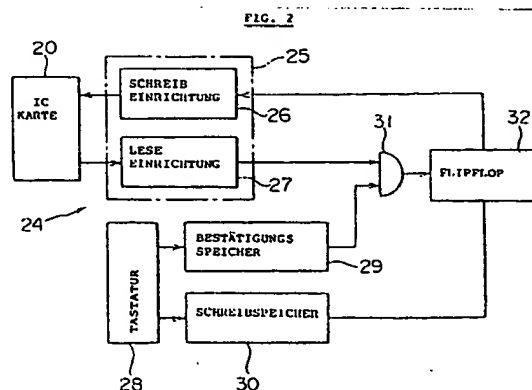 FIG. 2
20
25
IC
KARTE
SCHREIB
EINRICHTUNG
26
32
31
LESE
EINRICHTUNG
27
FLIPFLOP
24
BESTÄTIGUNGS
SPEICHER
29
TASTATUR
SCHREIBSPEICHER
28
30